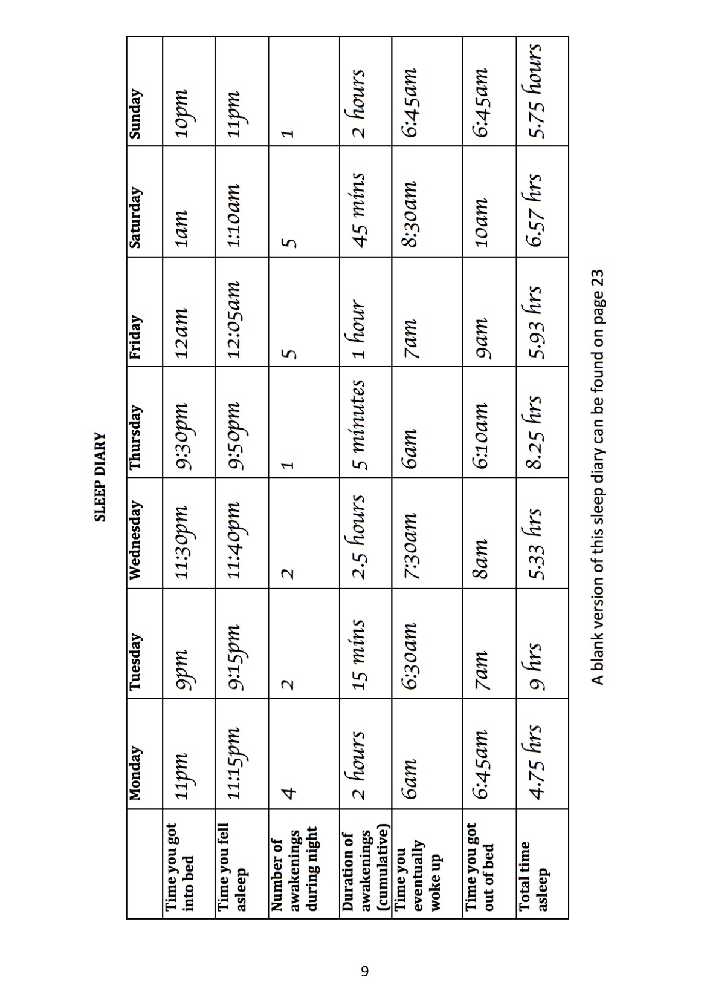 SLEEP DIARY
Monday Tuesday Wednesday Thursday Friday Saturday Sunday
Time you got
into bed
11pm 9pm 11:30pm 9:30pm 12am 1am 10pm
Time you fell
asleep
11:15pm 9:15pm 11:40pm 9:50pm 12:05am 1:10am 11pm
Number of
awakenings
during night
4 2 2 1 5 5 1
Duration of
awakenings
(cumulative)
2 hours 15 mins 2.5 hours 5 minutes 1 hour 45 mins 2 hours
Time you
eventually
woke up
6am 6:30am 7:30am 6am 7am 8:30am 6:45am
Time you got
out of bed
6:45am 7am 8am 6:10am 9am 10am 6:45am
Total time
asleep
4.75 hrs 9 hrs 5.33 hrs 8.25 hrs 5.93 hrs 6.57 hrs 5.75 hours
A blank version of this sleep diary can be found on page 23
9